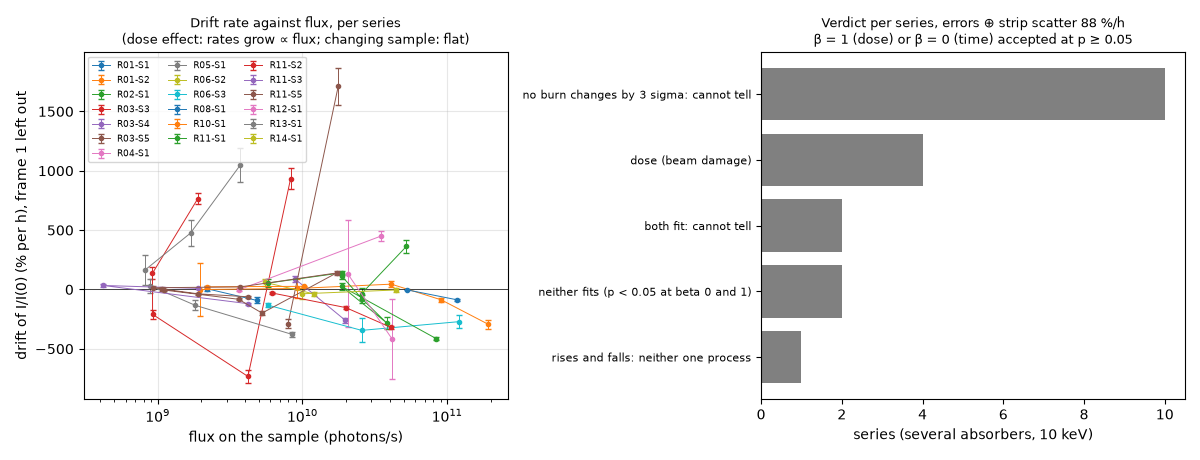 Drift rate against flux, per series
(dose effect: rates grow ∝ flux; changing sample: flat)
drift of I/I(0) (% per h), frame 1 left out
1500
1000
500
0
−500
R01-S1
R01-S2
R02-S1
R03-S3
R03-S4
R03-S5
R04-S1
R05-S1
R06-S2
R06-S3
R08-S1
R10-S1
R11-S1
R11-S2
R11-S3
R11-S5
R12-S1
R13-S1
R14-S1
10⁹
10¹⁰
10¹¹
flux on the sample (photons/s)
Verdict per series, errors ⊕ strip scatter 88 %/h
β = 1 (dose) or β = 0 (time) accepted at p ≥ 0.05
no burn changes by 3 sigma: cannot tell
dose (beam damage)
both fit: cannot tell
neither fits (p < 0.05 at beta 0 and 1)
rises and falls: neither one process
0
2
4
6
8
10
series (several absorbers, 10 keV)